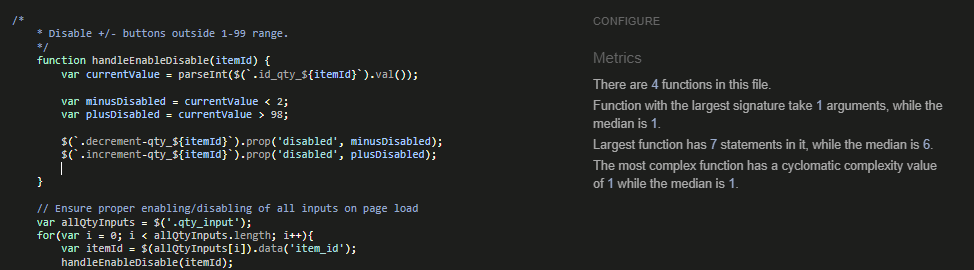 /*
* Disable +/- buttons outside 1-99 range.
*/
function handleEnableDisable(itemId) {
var currentValue = parseInt($(`.id_qty_${itemId}`).val());
var minusDisabled = currentValue < 2;
var plusDisabled = currentValue > 98;
$(`.decrement-qty_${itemId}`).prop('disabled', minusDisabled);
$(`.increment-qty_${itemId}`).prop('disabled', plusDisabled);
}
// Ensure proper enabling/disabling of all inputs on page load
var allQtyInputs = $('.qty_input');
for(var i = 0; i < allQtyInputs.length; i++){
var itemId = $(allQtyInputs[i]).data('item_id');
handleEnableDisable(itemId);
CONFIGURE
Metrics
There are 4 functions in this file.
Function with the largest signature take 1 arguments, while the
median is 1.
Largest function has 7 statements in it, while the median is 6.
The most complex function has a cyclomatic complexity value
of 1 while the median is 1.